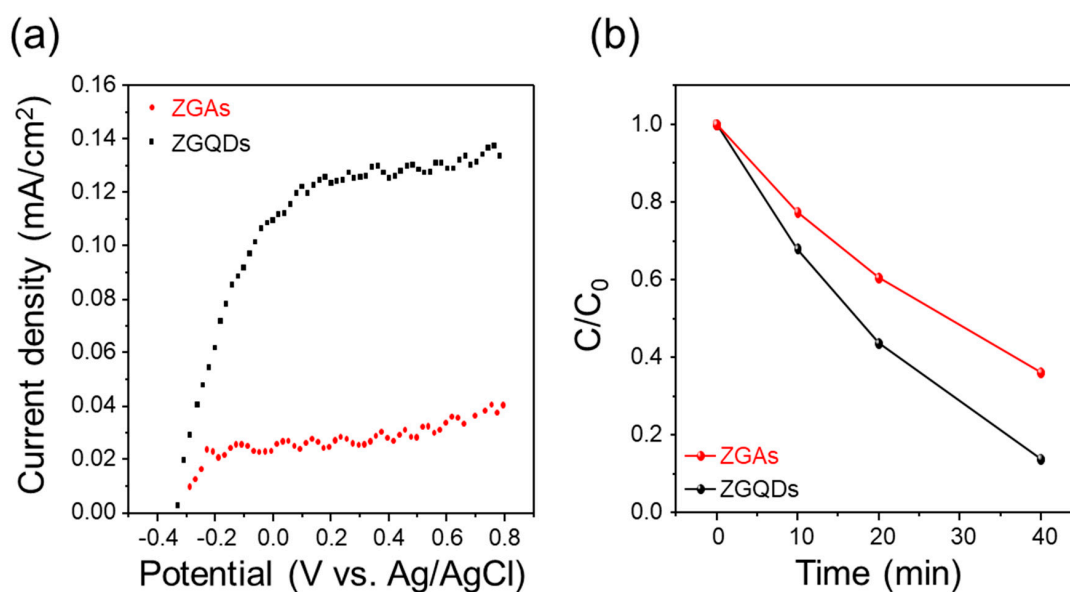 (a)
0.16
0.14
0.12
0.10
0.08
0.06
0.04
0.02
0.00
Current density (mA/cm²)
ZGAs
ZGQDs
-0.4 -0.2 0.0 0.2 0.4 0.6 0.8
Potential (V vs. Ag/AgCl)
(b)
1.0
0.8
0.6
0.4
0.2
0.0
C/C₀
ZGAs
ZGQDs
0 10 20 30 40
Time (min)